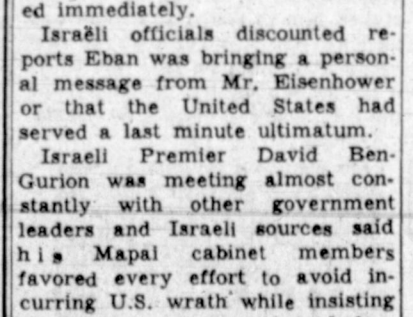 ed immediately.
Israeli officials discounted re-
ports Eban was bringing a person-
al message from Mr. Eisenhower
or that the United States had
served a last minute ultimatum.
Israeli Premier David Ben-
Gurion was meeting almost con-
stantly with other government
leaders and Israeli sources said
his Mapai cabinet members
favored every effort to avoid in-
curring U.S. wrath while insisting